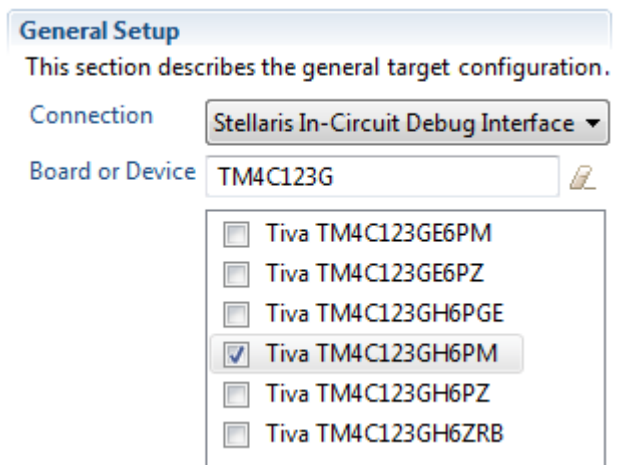 General Setup
This section describes the general target configuration.
Connection Stellaris In-Circuit Debug Interface
Board or Device TM4C123G
Tiva TM4C123GE6PM
Tiva TM4C123GE6PZ
Tiva TM4C123GH6PGE
Tiva TM4C123GH6PM
Tiva TM4C123GH6PZ
Tiva TM4C123GH6ZRB